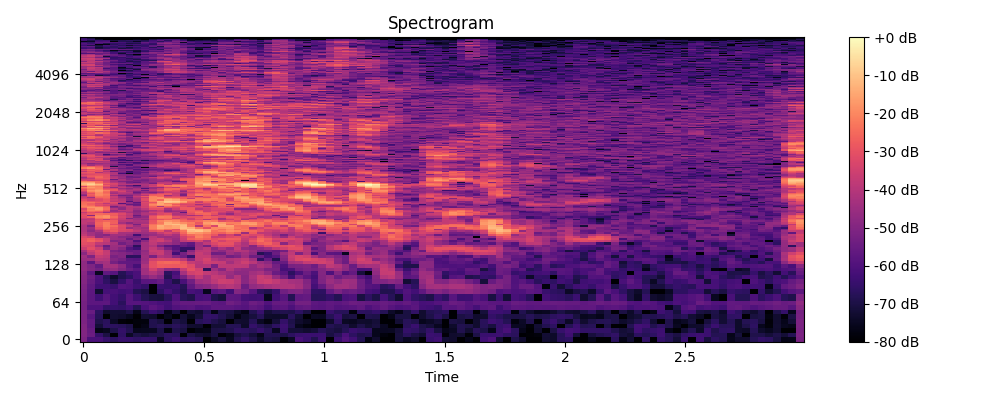 Spectrogram
Hz
4096
2048
1024
512
256
128
64
0
0
0.5
1
1.5
2
2.5
Time
+0 dB
-10 dB
-20 dB
-30 dB
-40 dB
-50 dB
-60 dB
-70 dB
-80 dB